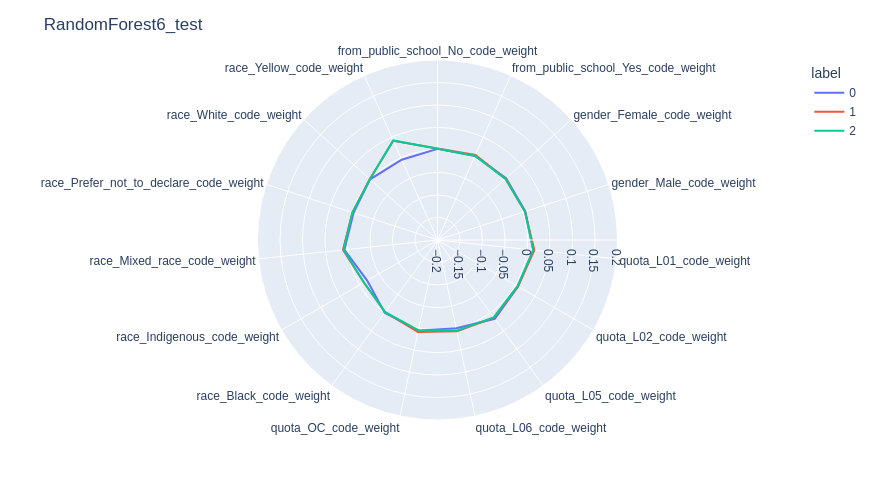 RandomForest6_test
from_public_school_No_code_weight
race_Yellow_code_weight
from_public_school_Yes_code_weight
label
0
1
2
race_White_code_weight
gender_Female_code_weight
race_Prefer_not_to_declare_code_weight
gender_Male_code_weight
−0.2
−0.15
−0.1
−0.05
0
0.05
0.1
0.15
0.2
race_Mixed_race_code_weight
quota_L01_code_weight
race_Indigenous_code_weight
quota_L02_code_weight
race_Black_code_weight
quota_L05_code_weight
quota_OC_code_weight
quota_L06_code_weight